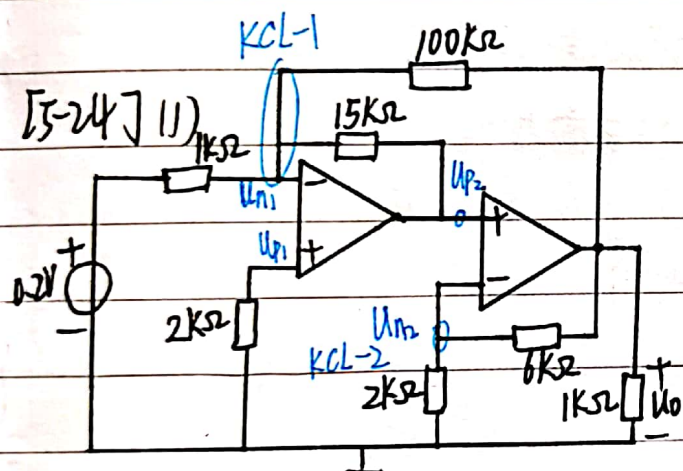 KCL-1
100KΩ
[5-24] (1)
15KΩ
1KΩ
Un1
-
Up2
+
Up1
+
+
0.2V
-
-
2KΩ
Un2
KCL-2
6KΩ
2KΩ
1KΩ
+
Uo
-